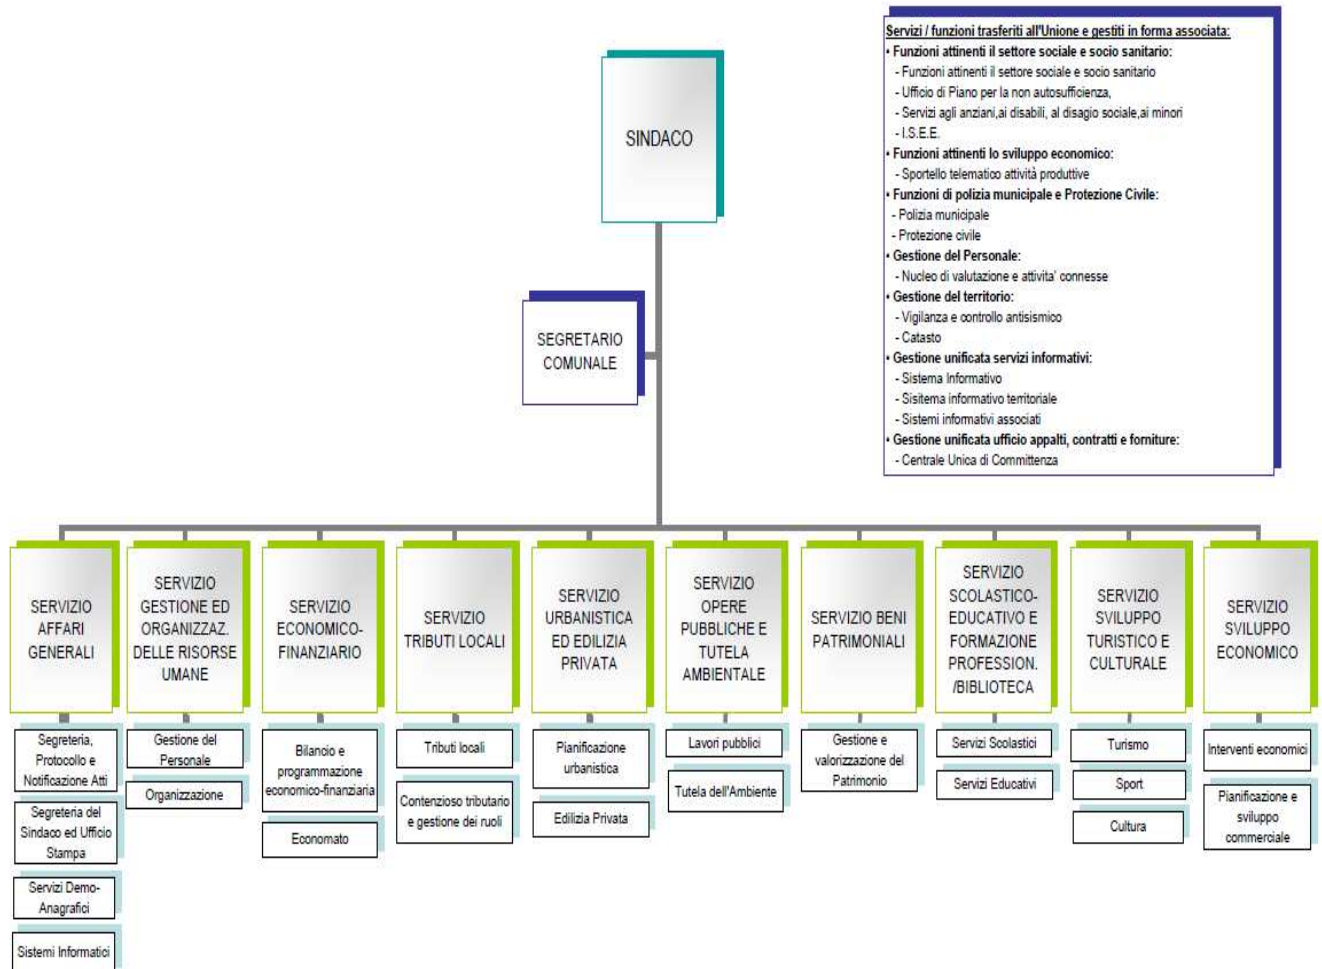 Servizi / funzioni trasferiti all'Unione e gestiti in forma associata:
• Funzioni attinenti il settore sociale e socio sanitario:
- Funzioni attinenti il settore sociale e socio sanitario
- Ufficio di Piano per la non autosufficienza,
- Servizi agli anziani,ai disabili, al disagio sociale,ai minori
- I.S.E.E.
• Funzioni attinenti lo sviluppo economico:
- Sportello telematico attività produttive
• Funzioni di polizia municipale e Protezione Civile:
- Polizia municipale
- Protezione civile
• Gestione del Personale:
- Nucleo di valutazione e attivita' connesse
• Gestione del territorio:
- Vigilanza e controllo antisismico
- Catasto
• Gestione unificata servizi informativi:
- Sistema Informativo
- Sisitema informativo territoriale
- Sistemi informativi associati
• Gestione unificata ufficio appalti, contratti e forniture:
- Centrale Unica di Committenza
SINDACO
SEGRETARIO
COMUNALE
SERVIZIO
AFFARI
GENERALI
SERVIZIO
GESTIONE ED
ORGANIZZAZ.
DELLE RISORSE
UMANE
SERVIZIO
ECONOMICO-
FINANZIARIO
SERVIZIO
TRIBUTI LOCALI
SERVIZIO
URBANISTICA
ED EDILIZIA
PRIVATA
SERVIZIO
OPERE
PUBBLICHE E
TUTELA
AMBIENTALE
SERVIZIO BENI
PATRIMONIALI
SERVIZIO
SCOLASTICO-
EDUCATIVO E
FORMAZIONE
PROFESSION.
/BIBLIOTECA
SERVIZIO
SVILUPPO
TURISTICO E
CULTURALE
SERVIZIO
SVILUPPO
ECONOMICO
Segreteria,
Protocollo e
Notificazione Atti
Segreteria del
Sindaco ed Ufficio
Stampa
Servizi Demo-
Anagrafici
Sistemi Informatici
Gestione del
Personale
Organizzazione
Bilancio e
programmazione
economico-finanziaria
Economato
Tributi locali
Contenzioso tributario
e gestione dei ruoli
Pianificazione
urbanistica
Edilizia Privata
Lavori pubblici
Tutela dell'Ambiente
Gestione e
valorizzazione del
Patrimonio
Servizi Scolastici
Servizi Educativi
Turismo
Sport
Cultura
Interventi economici
Pianificazione e
sviluppo
commerciale